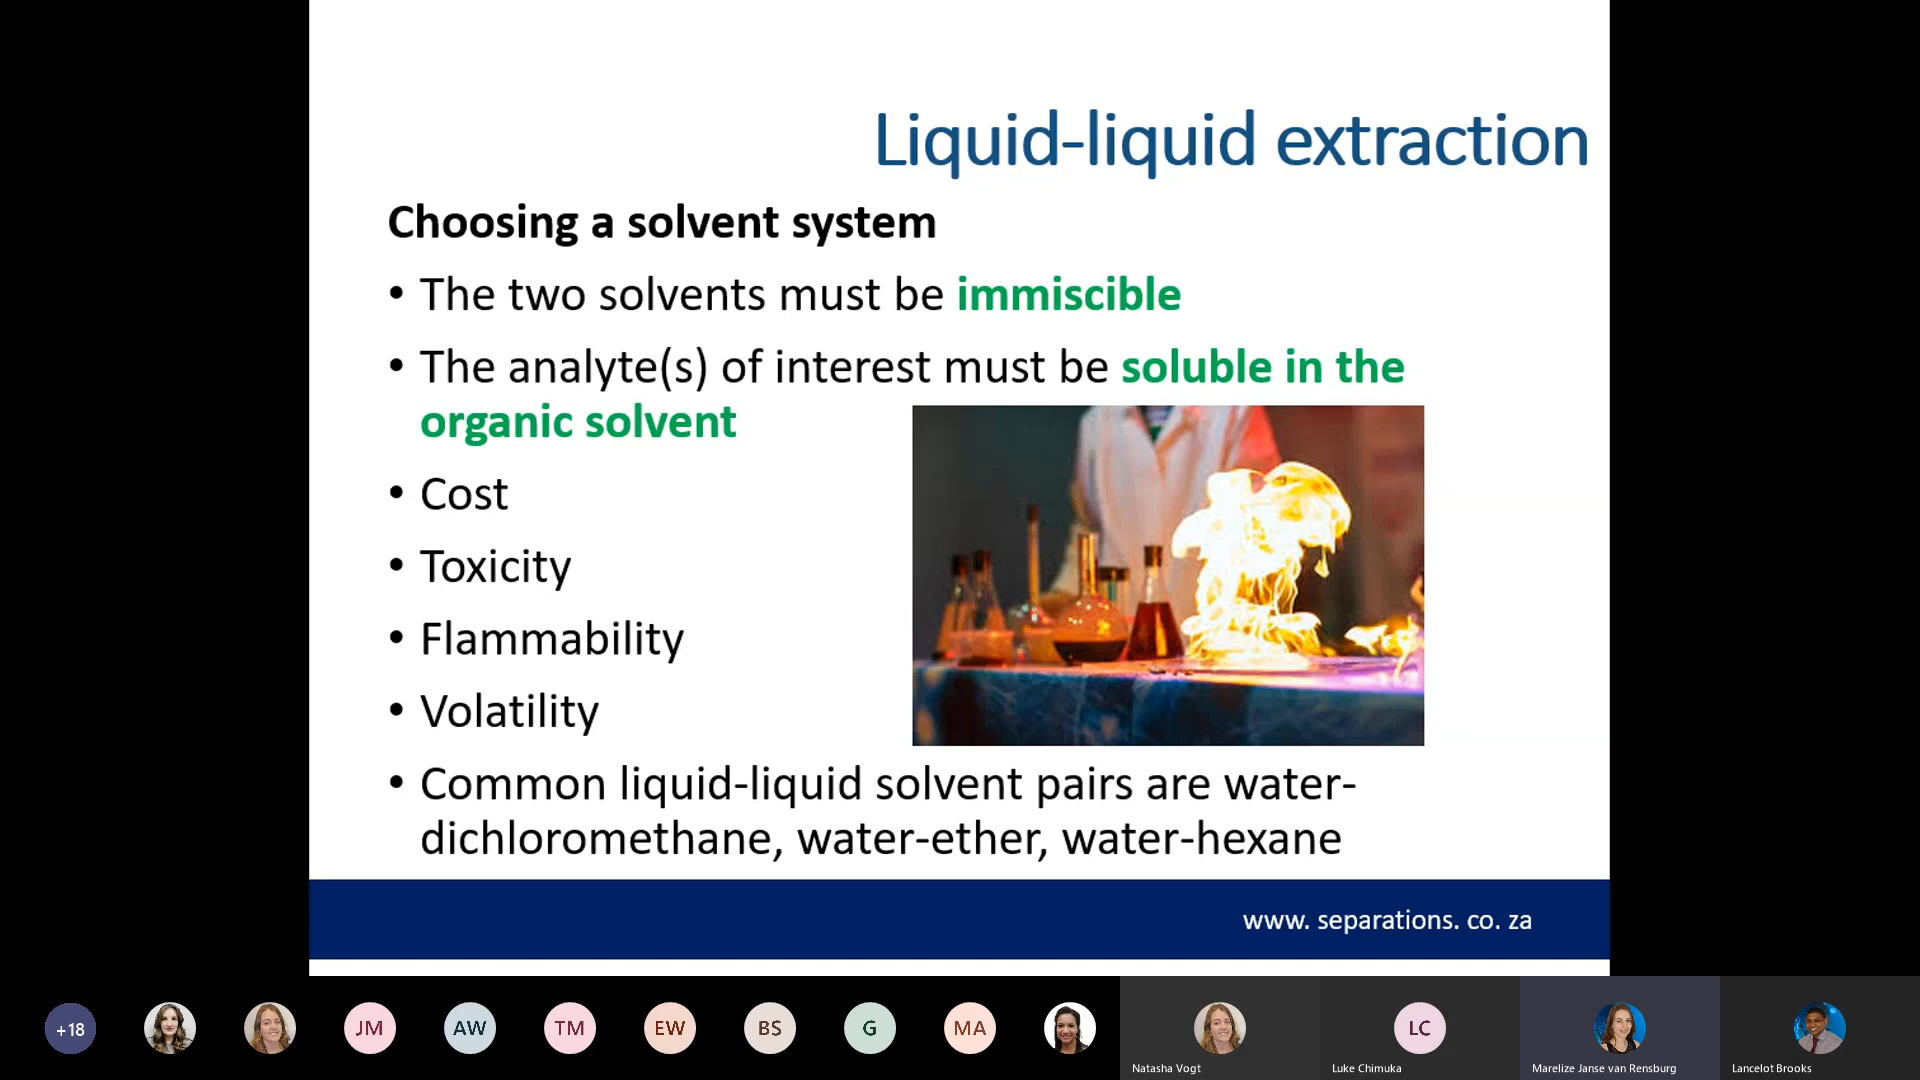 Liquid-liquid extraction
Choosing a solvent system
• The two solvents must be immiscible
• The analyte(s) of interest must be soluble in the
organic solvent
• Cost
• Toxicity
• Flammability
• Volatility
• Common liquid-liquid solvent pairs are water-
dichloromethane, water-ether, water-hexane
www. separations. co. za
+18
JM
AW
TM
EW
BS
G
MA
LC
Natasha Vogt
Luke Chimuka
Marelize Janse van Rensburg
Lancelot Brooks